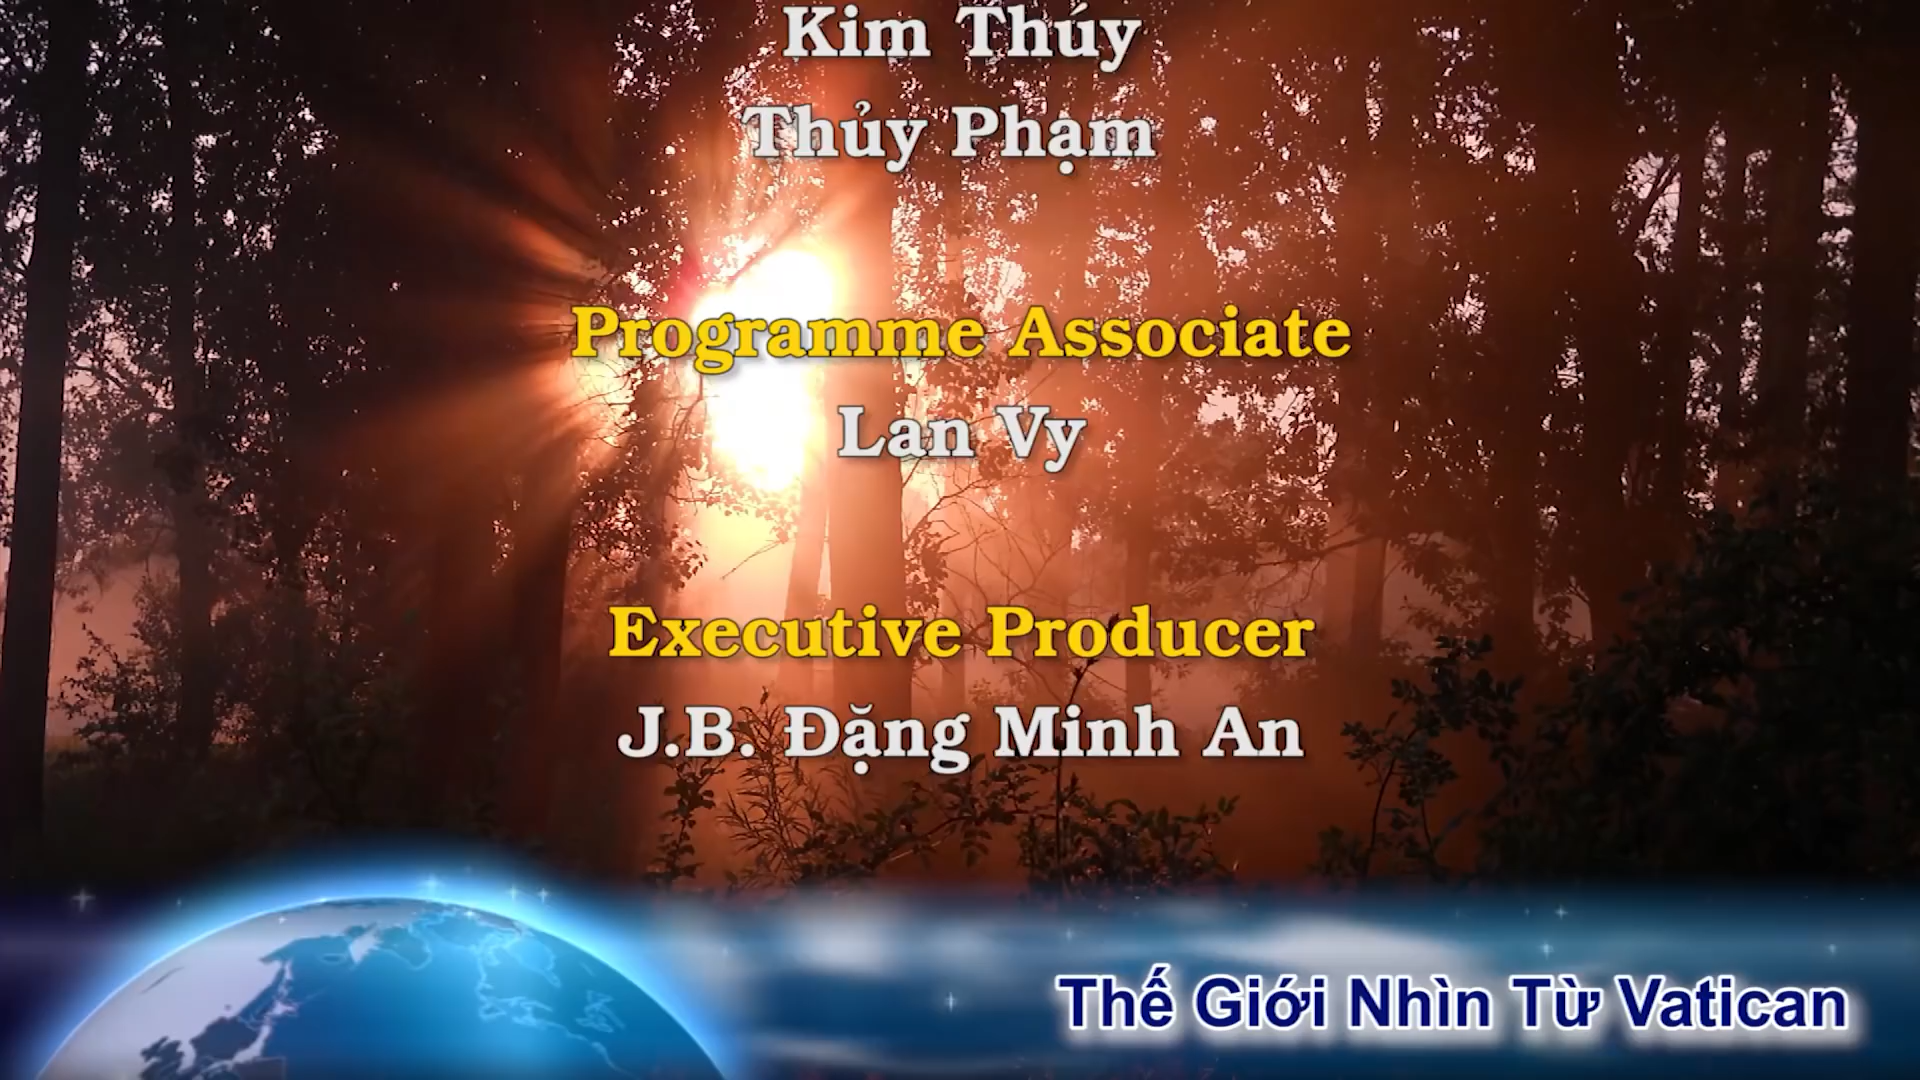 Kim Thúy
Thủy Phạm
Programme Associate
Lan Vy
Executive Producer
J.B. Đặng Minh An
Thế Giới Nhìn Từ Vatican